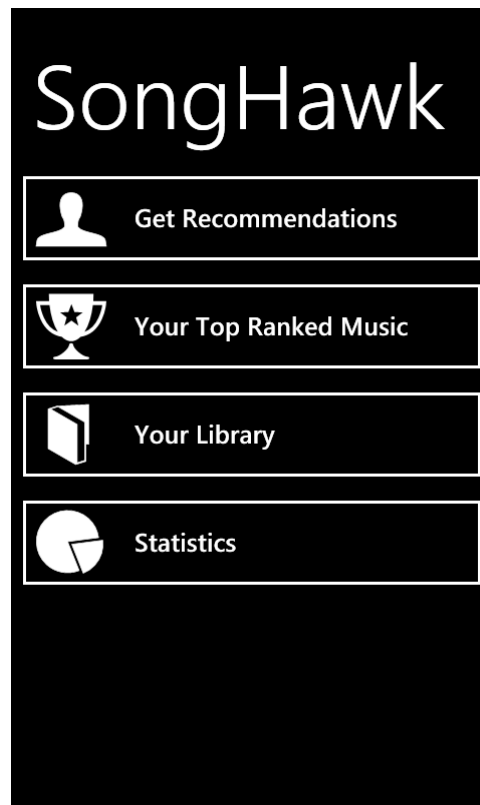 SongHawk
Get Recommendations
Your Top Ranked Music
Your Library
Statistics